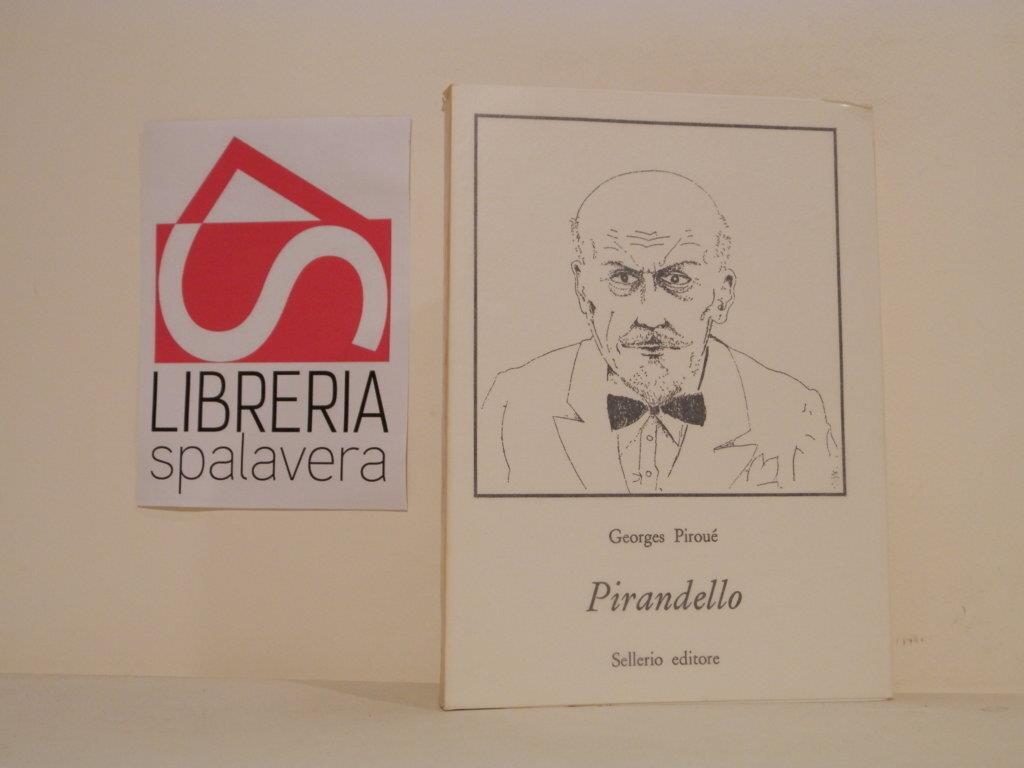 LIBRERIA
spalavera
Georges Piroué
Pirandello
Sellerio editore